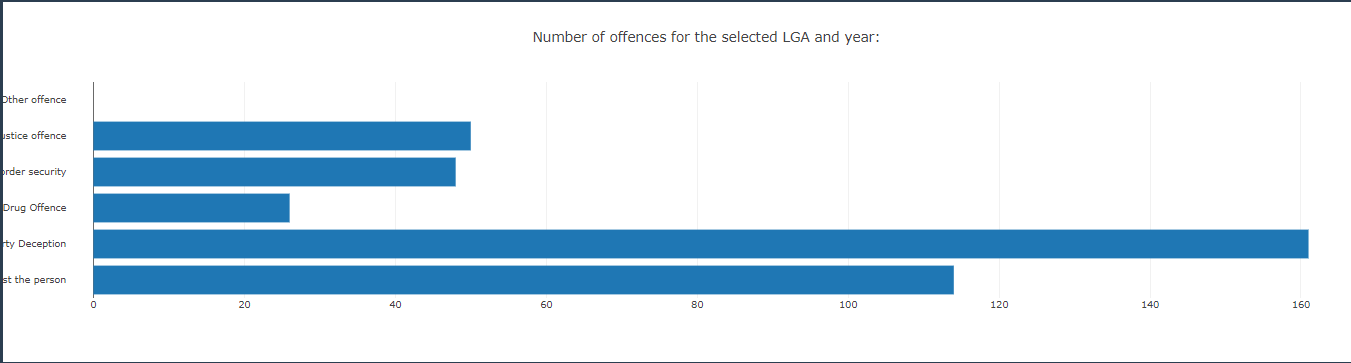 Number of offences for the selected LGA and year:
Other offence
ustice offence
order security
Drug Offence
rty Deception
st the person
0 20 40 60 80 100 120 140 160